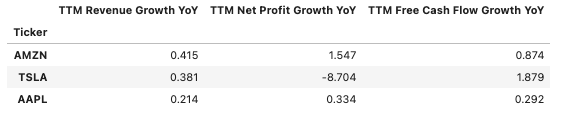 TTM Revenue Growth YoY TTM Net Profit Growth YoY TTM Free Cash Flow Growth YoY
Ticker
AMZN 0.415 1.547 0.874
TSLA 0.381 -8.704 1.879
AAPL 0.214 0.334 0.292